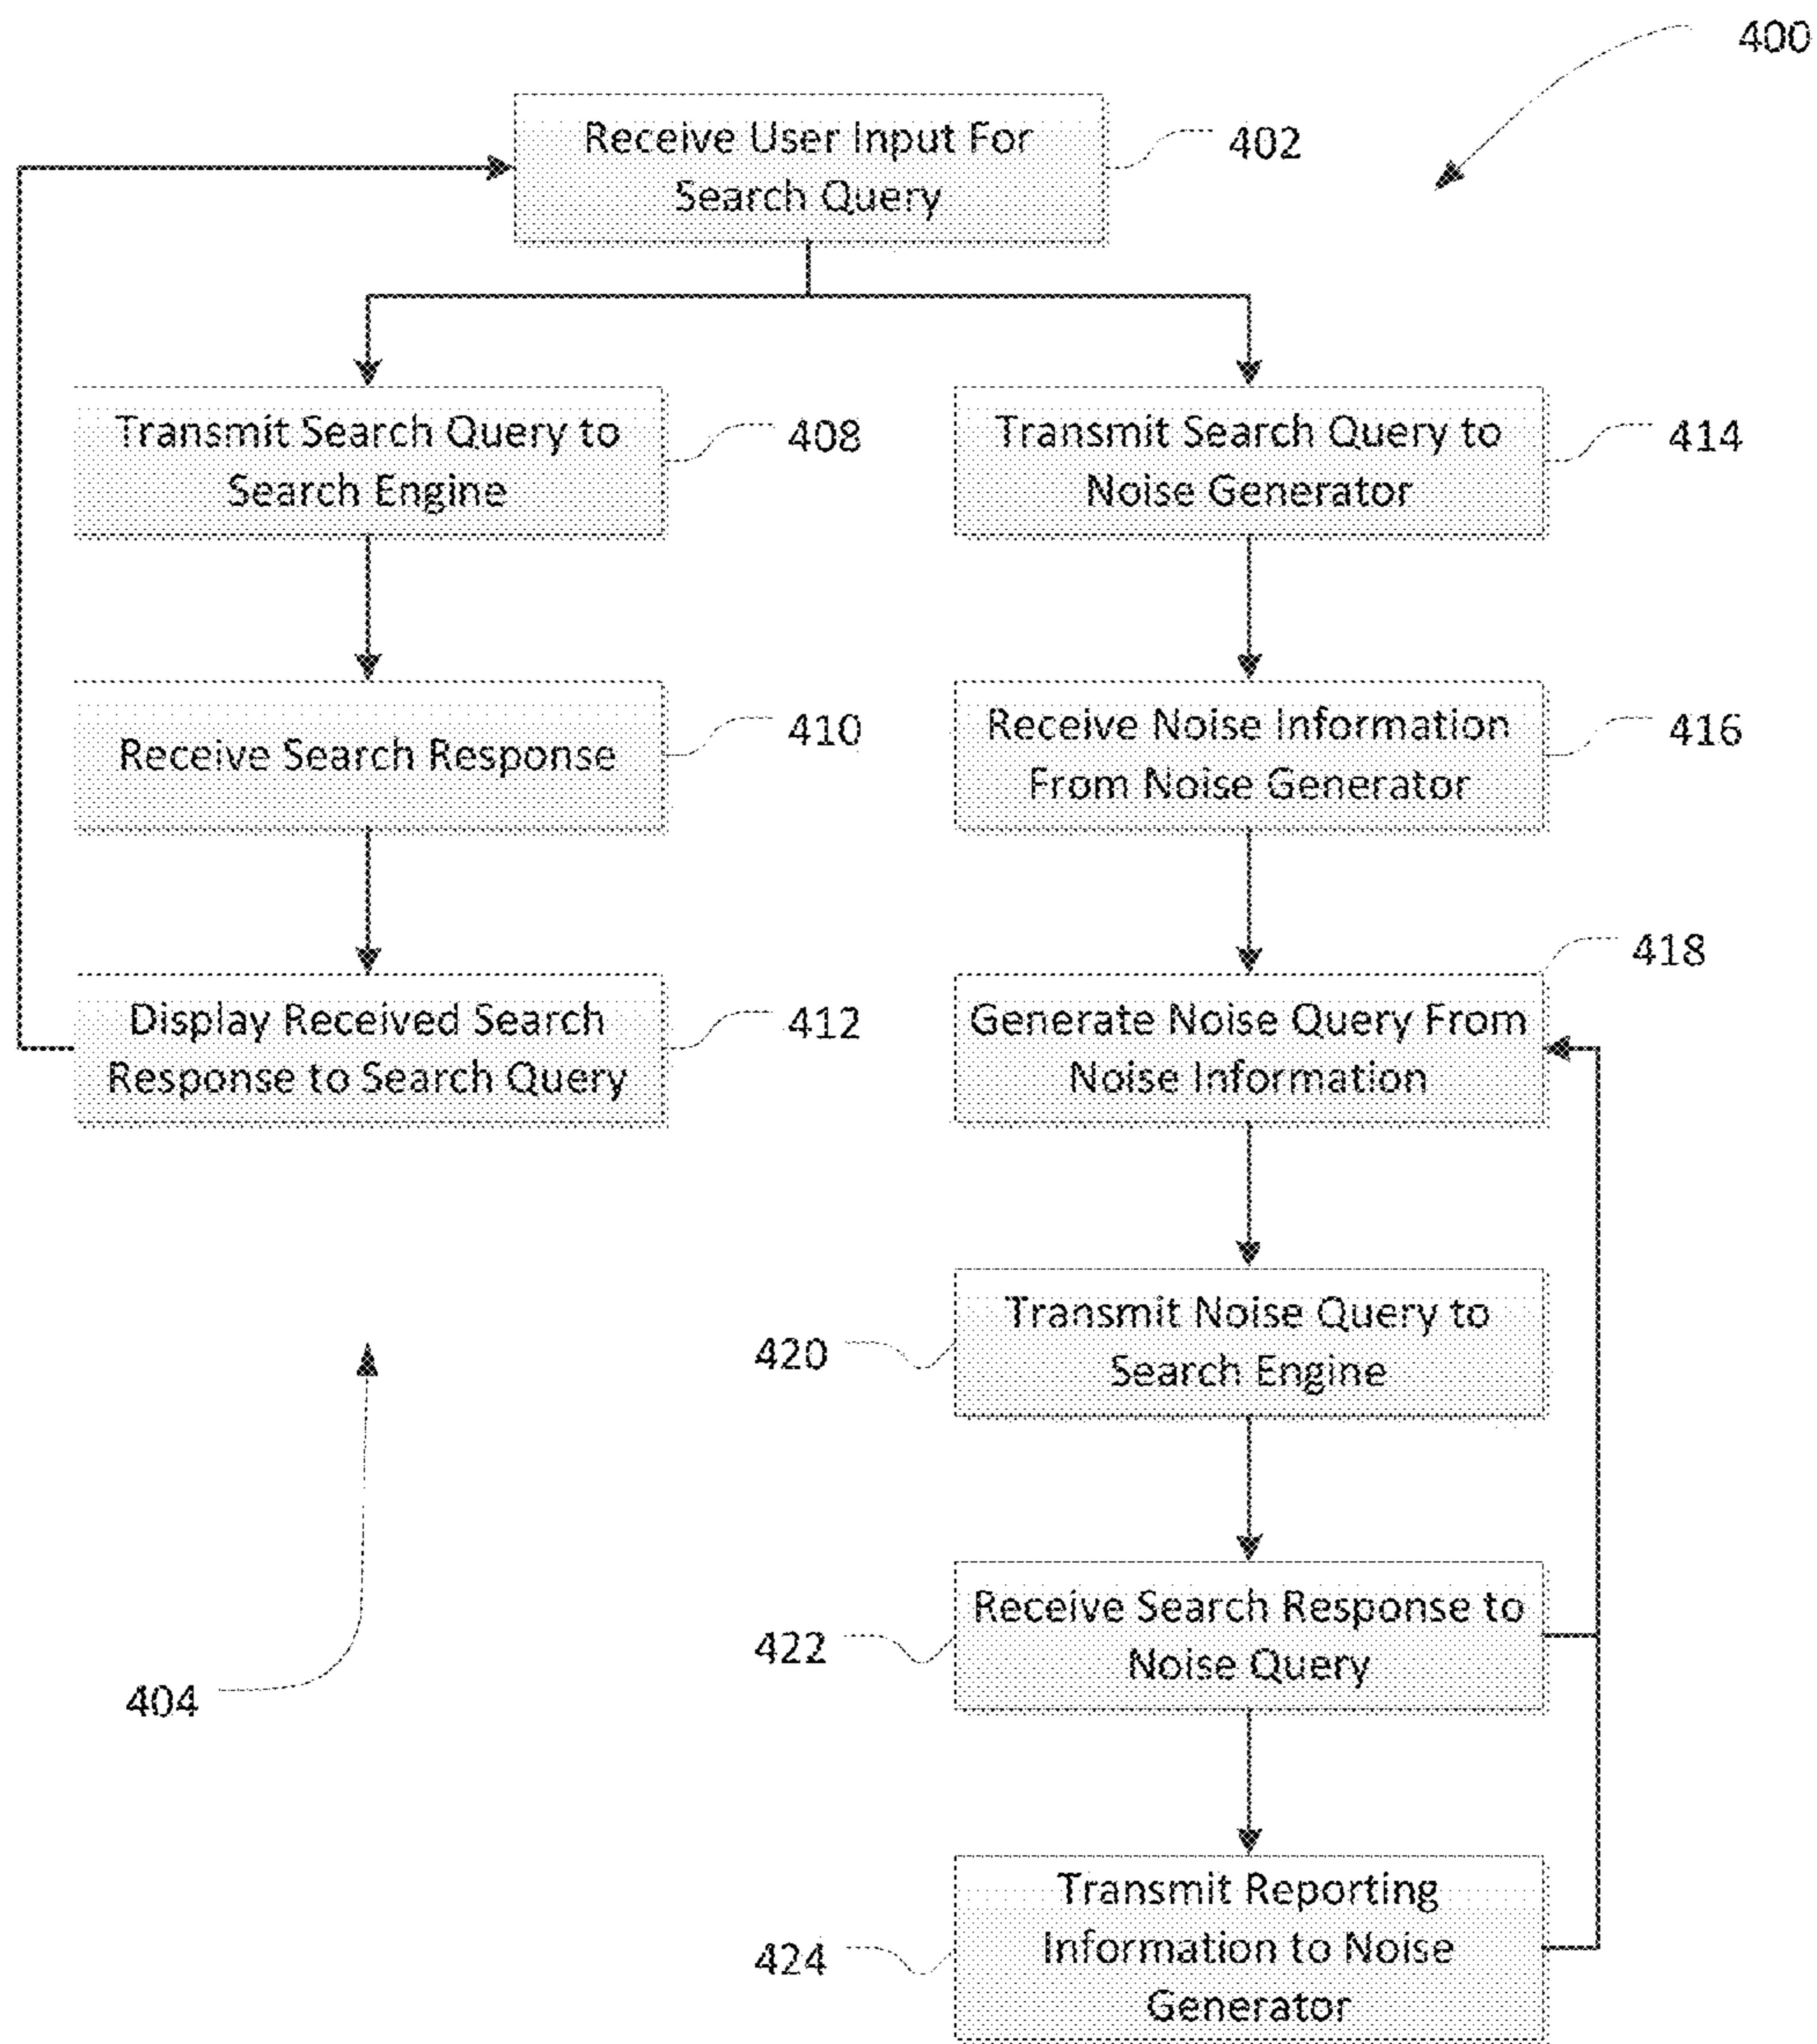 400
Receive User Input For
Search Query
402
Transmit Search Query to
Search Engine
408
Transmit Search Query to
Noise Generator
414
Receive Search Response
410
Receive Noise Information
From Noise Generator
416
Display Received Search
Response to Search Query
412
Generate Noise Query From
Noise Information
418
Transmit Noise Query to
Search Engine
420
Receive Search Response to
Noise Query
422
404
Transmit Reporting
Information to Noise
Generator
424